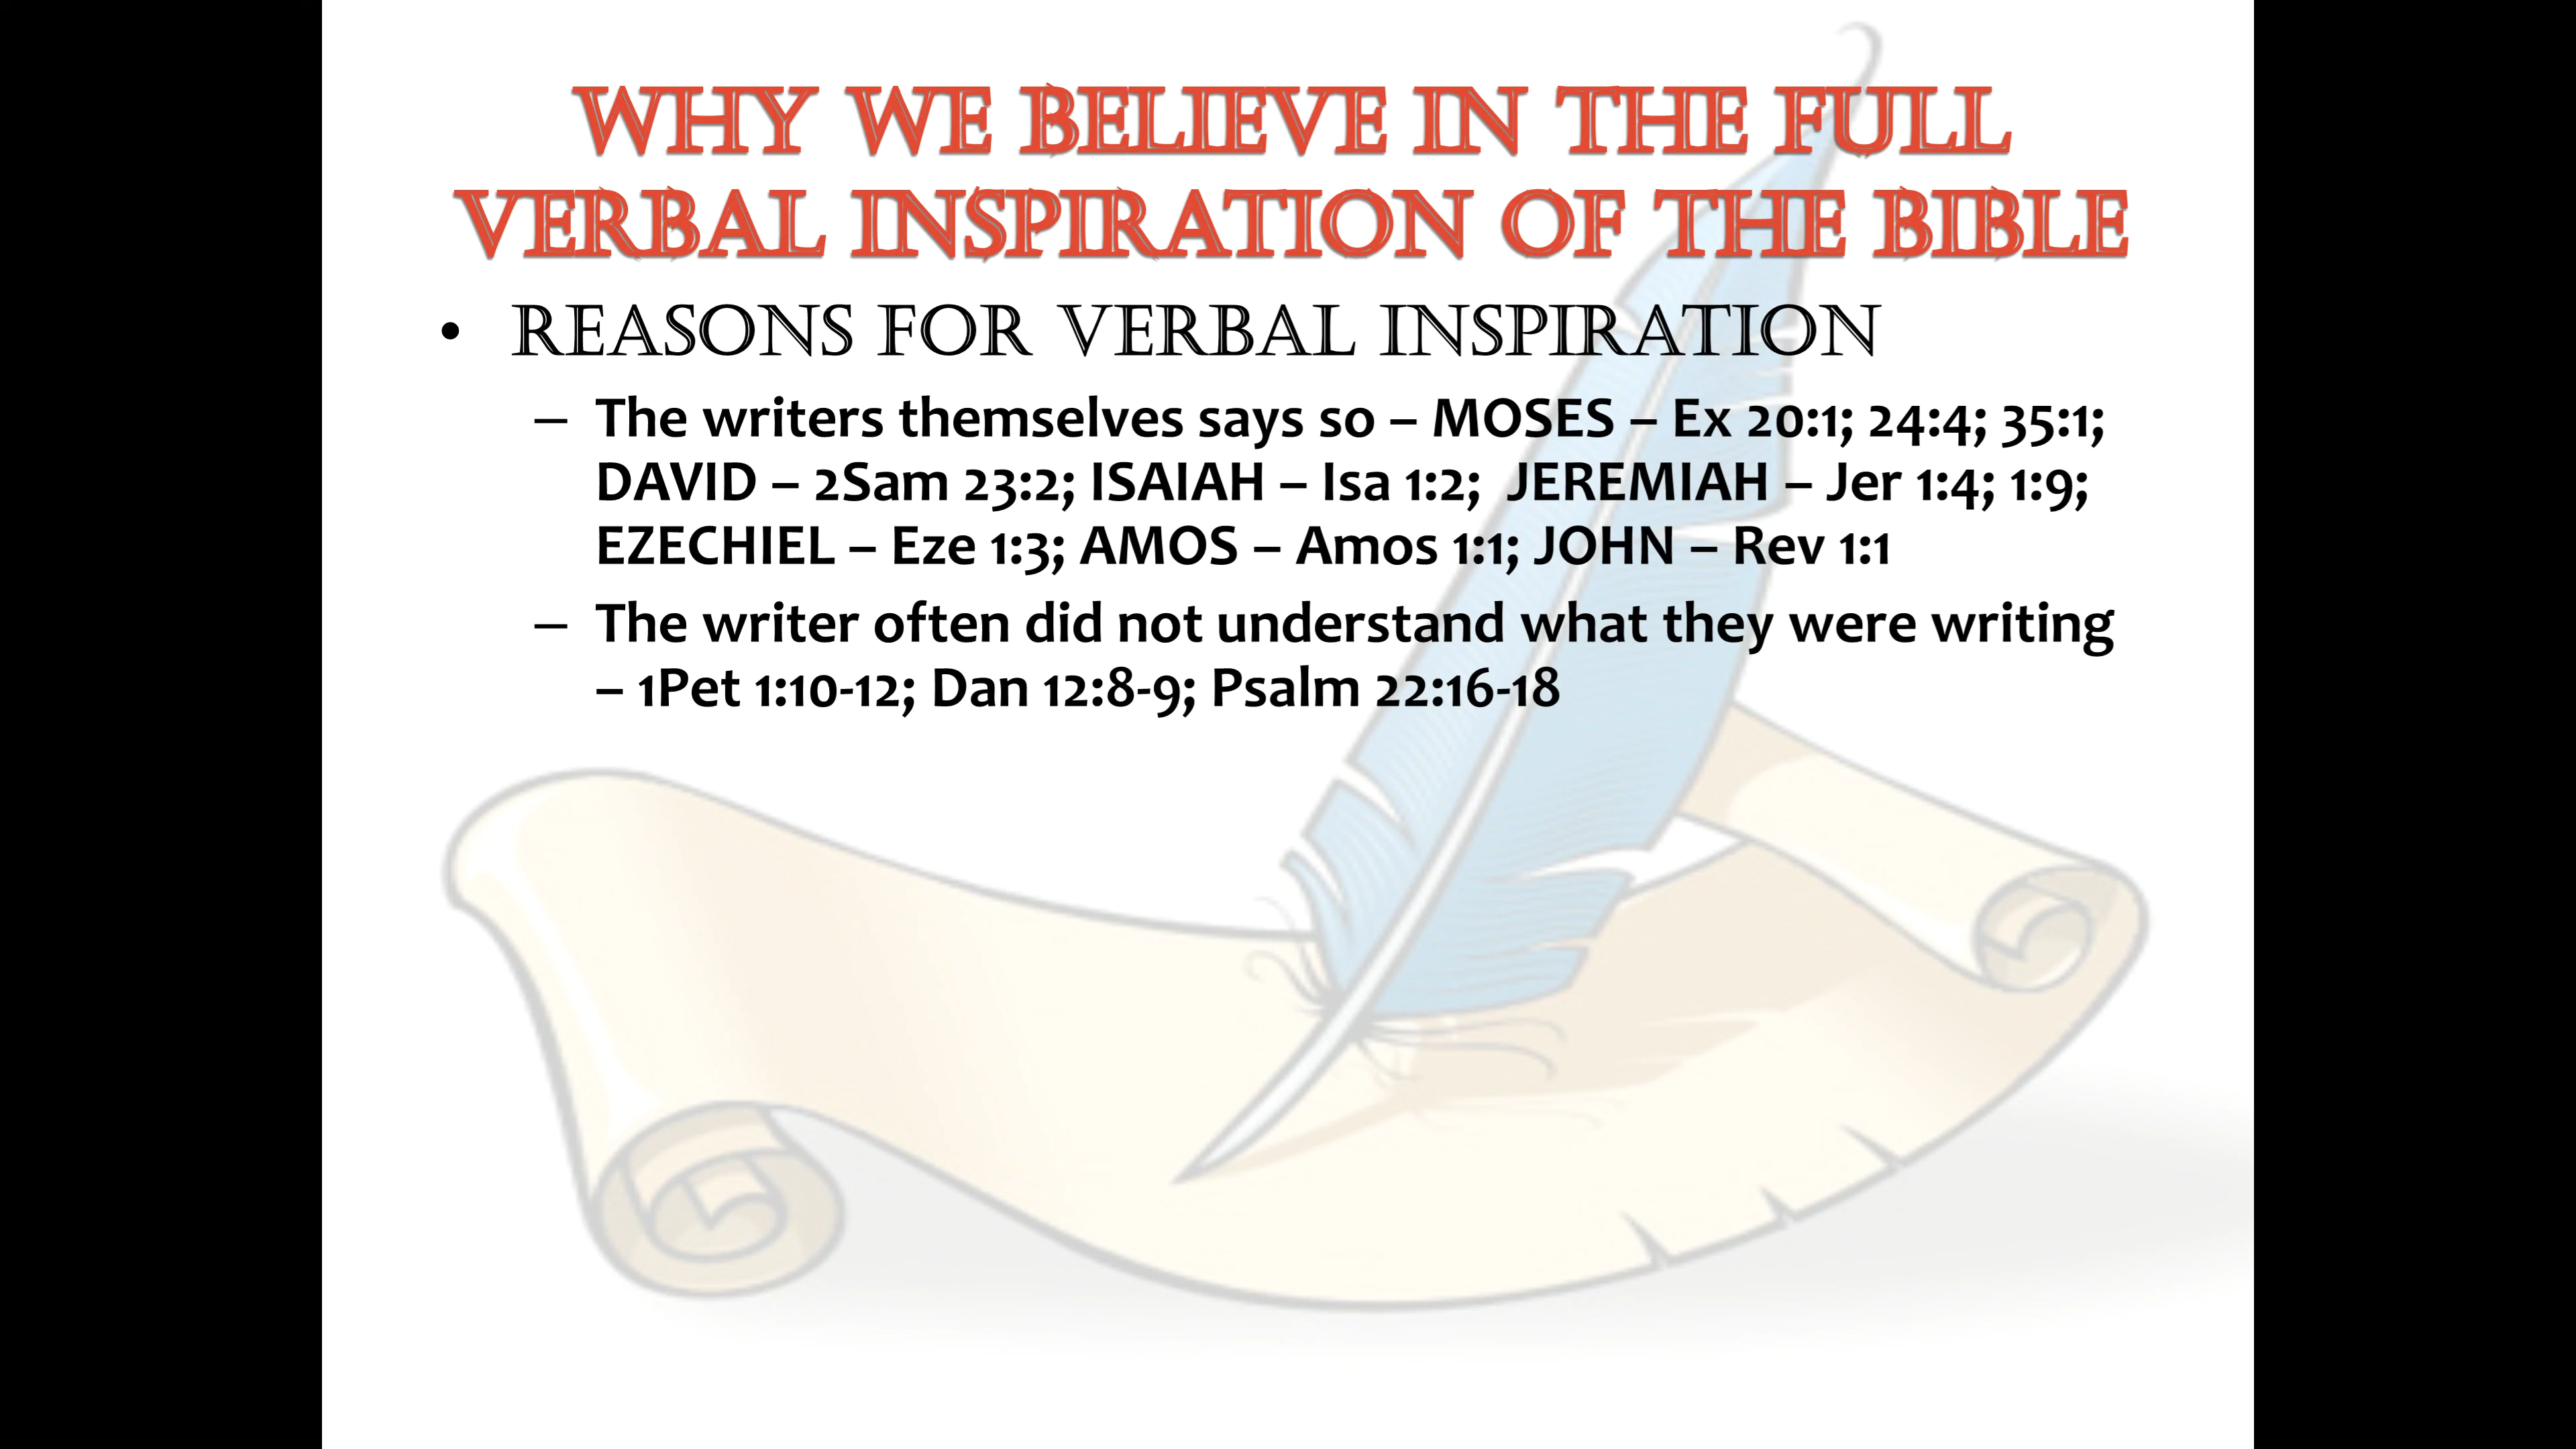 WHY WE BELIEVE IN THE FULL
VERBAL INSPIRATION OF THE BIBLE
• REASONS FOR VERBAL INSPIRATION
– The writers themselves says so – MOSES – Ex 20:1; 24:4; 35:1;
DAVID – 2Sam 23:2; ISAIAH – Isa 1:2; JEREMIAH – Jer 1:4; 1:9;
EZECHIEL – Eze 1:3; AMOS – Amos 1:1; JOHN – Rev 1:1
– The writer often did not understand what they were writing
– 1Pet 1:10-12; Dan 12:8-9; Psalm 22:16-18